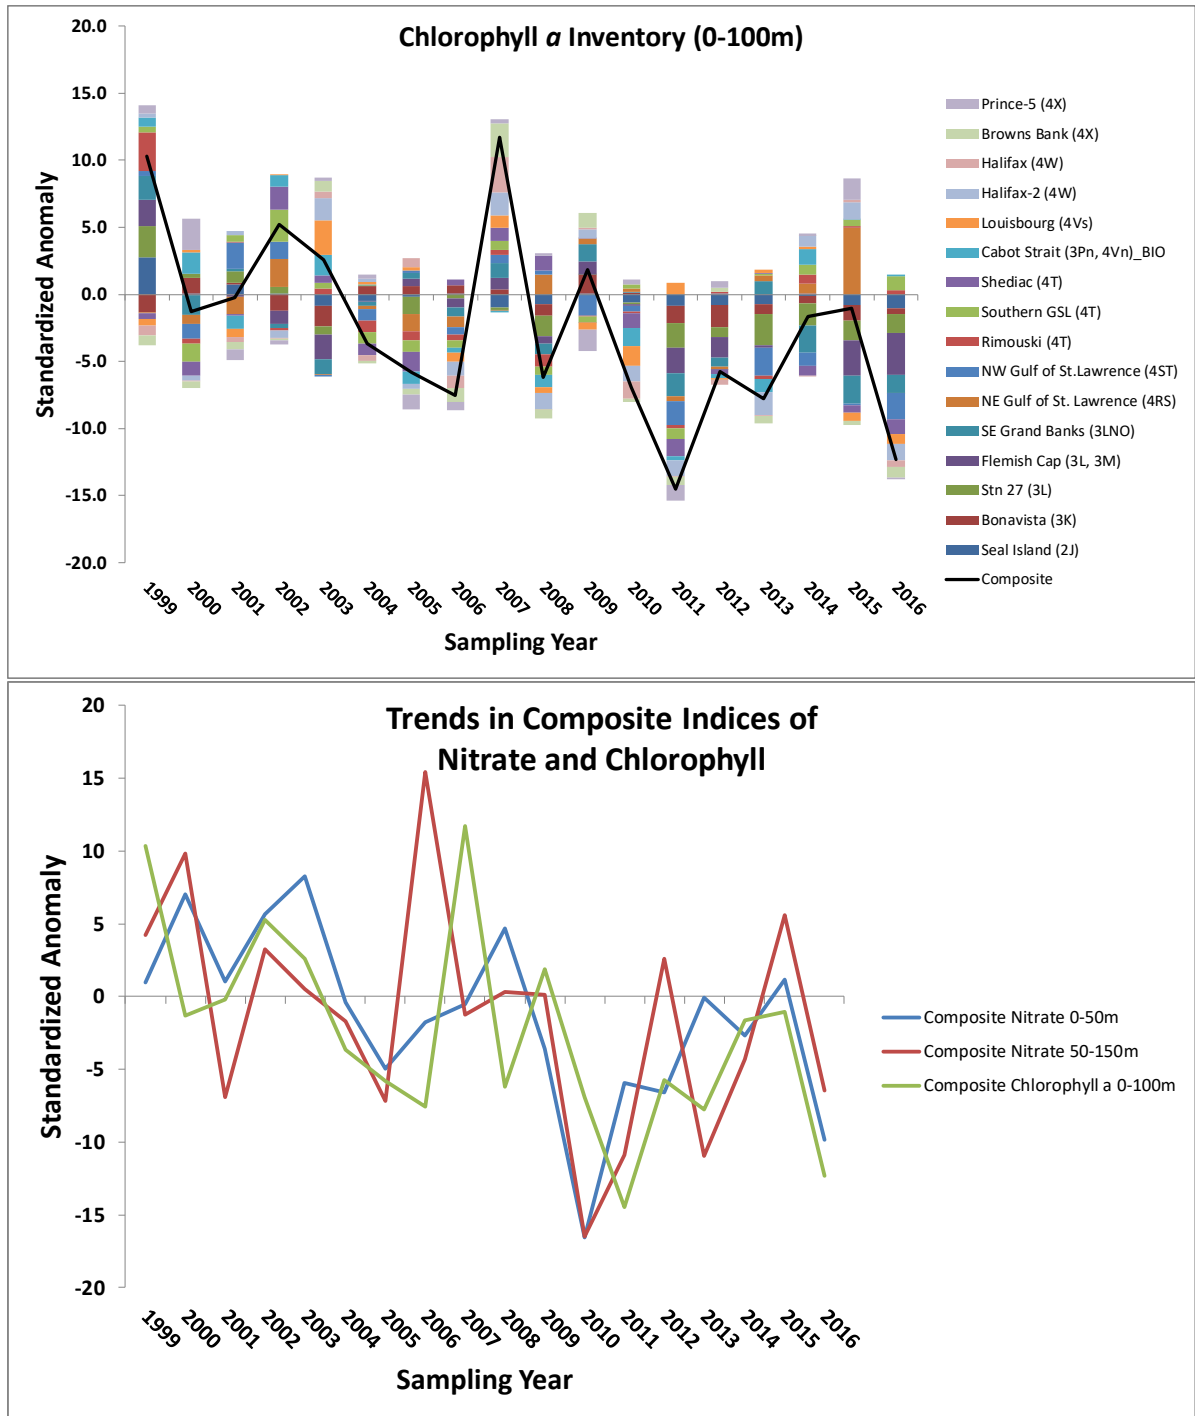 Chlorophyll a Inventory (0-100m)
20.0
15.0
10.0
5.0
0.0
-5.0
-10.0
-15.0
-20.0
Standardized Anomaly
1999
2000
2001
2002
2003
2004
2005
2006
2007
2008
2009
2010
2011
2012
2013
2014
2015
2016
Sampling Year
Prince-5 (4X)
Browns Bank (4X)
Halifax (4W)
Halifax-2 (4W)
Louisbourg (4Vs)
Cabot Strait (3Pn, 4Vn)_BIO
Shediac (4T)
Southern GSL (4T)
Rimouski (4T)
NW Gulf of St.Lawrence (4ST)
NE Gulf of St. Lawrence (4RS)
SE Grand Banks (3LNO)
Flemish Cap (3L, 3M)
Stn 27 (3L)
Bonavista (3K)
Seal Island (2J)
Composite
Trends in Composite Indices of
Nitrate and Chlorophyll
20
15
10
5
0
-5
-10
-15
-20
Standardized Anomaly
1999
2000
2001
2002
2003
2004
2005
2006
2007
2008
2009
2010
2011
2012
2013
2014
2015
2016
Sampling Year
Composite Nitrate 0-50m
Composite Nitrate 50-150m
Composite Chlorophyll a 0-100m